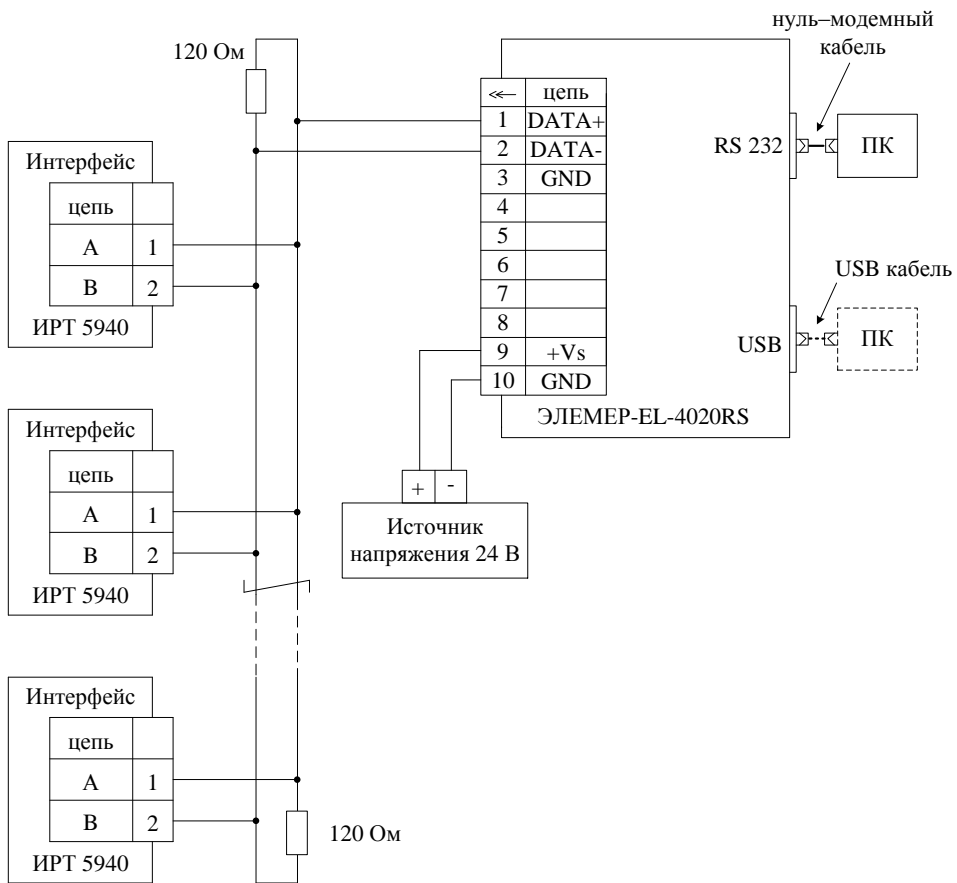 120 Ом
нуль–модемный
кабель
цепь
1 DATA+
2 DATA-
3 GND
4
5
6
7
8
9 +Vs
10 GND
RS 232
ПК
USB кабель
USB
ПК
ЭЛЕМЕР-EL-4020RS
+ -
Источник
напряжения 24 В
Интерфейс
цепь
A 1
B 2
ИРТ 5940
Интерфейс
цепь
A 1
B 2
ИРТ 5940
Интерфейс
цепь
A 1
B 2
ИРТ 5940
120 Ом